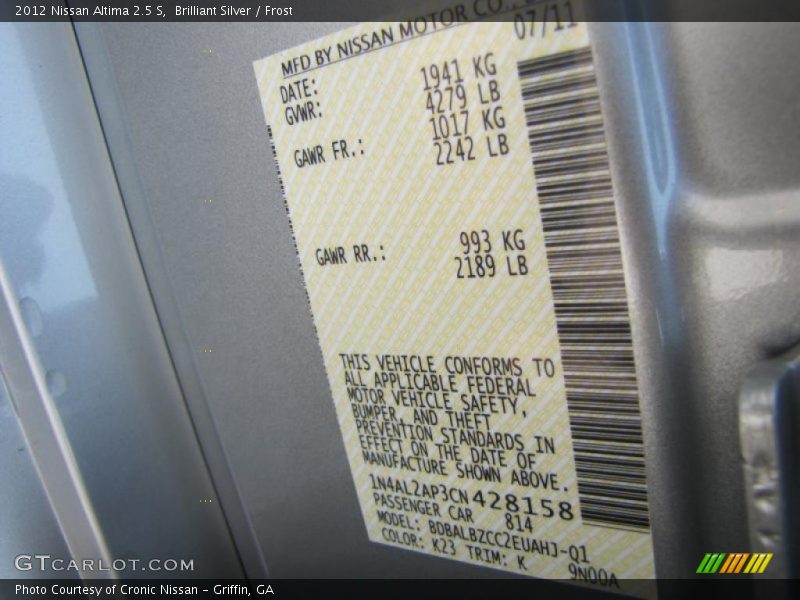 2012 Nissan Altima 2.5 S, Brilliant Silver / Frost
MFD BY NISSAN MOTOR CO.,
DATE: 07/11
GVWR: 1941 KG
4279 LB
GAWR FR.: 1017 KG
2242 LB
GAWR RR.: 993 KG
2189 LB
THIS VEHICLE CONFORMS TO
ALL APPLICABLE FEDERAL
MOTOR VEHICLE SAFETY,
BUMPER, AND THEFT
PREVENTION STANDARDS IN
EFFECT ON THE DATE OF
MANUFACTURE SHOWN ABOVE.
1N4AL2AP3CN428158
PASSENGER CAR 814
MODEL: BDBALBZCC2EUAHJ-Q1
COLOR: K23 TRIM: K 9N00A
GTCARLOT.COM
Photo Courtesy of Cronic Nissan - Griffin, GA